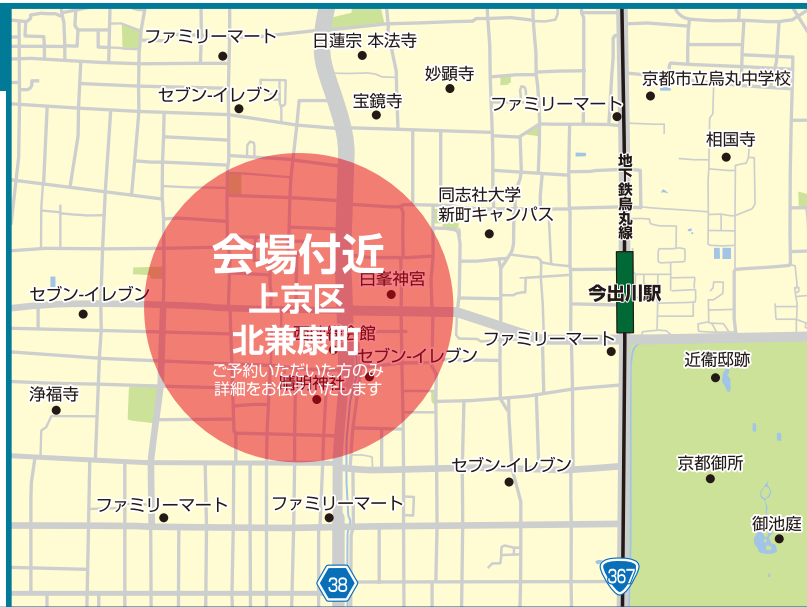 ファミリーマート
日蓮宗 本法寺
妙顕寺
京都市立烏丸中学校
セブン-イレブン
宝鏡寺
ファミリーマート
相国寺
地下鉄烏丸線
同志社大学
新町キャンパス
会場付近
上京区
北兼康町
ご予約いただいた方のみ
詳細をお伝えいたします
白峯神宮
セブン-イレブン
今出川駅
ファミリーマート
セブン-イレブン
近衞邸跡
浄福寺
セブン-イレブン
京都御所
ファミリーマート
ファミリーマート
御池庭
38
367